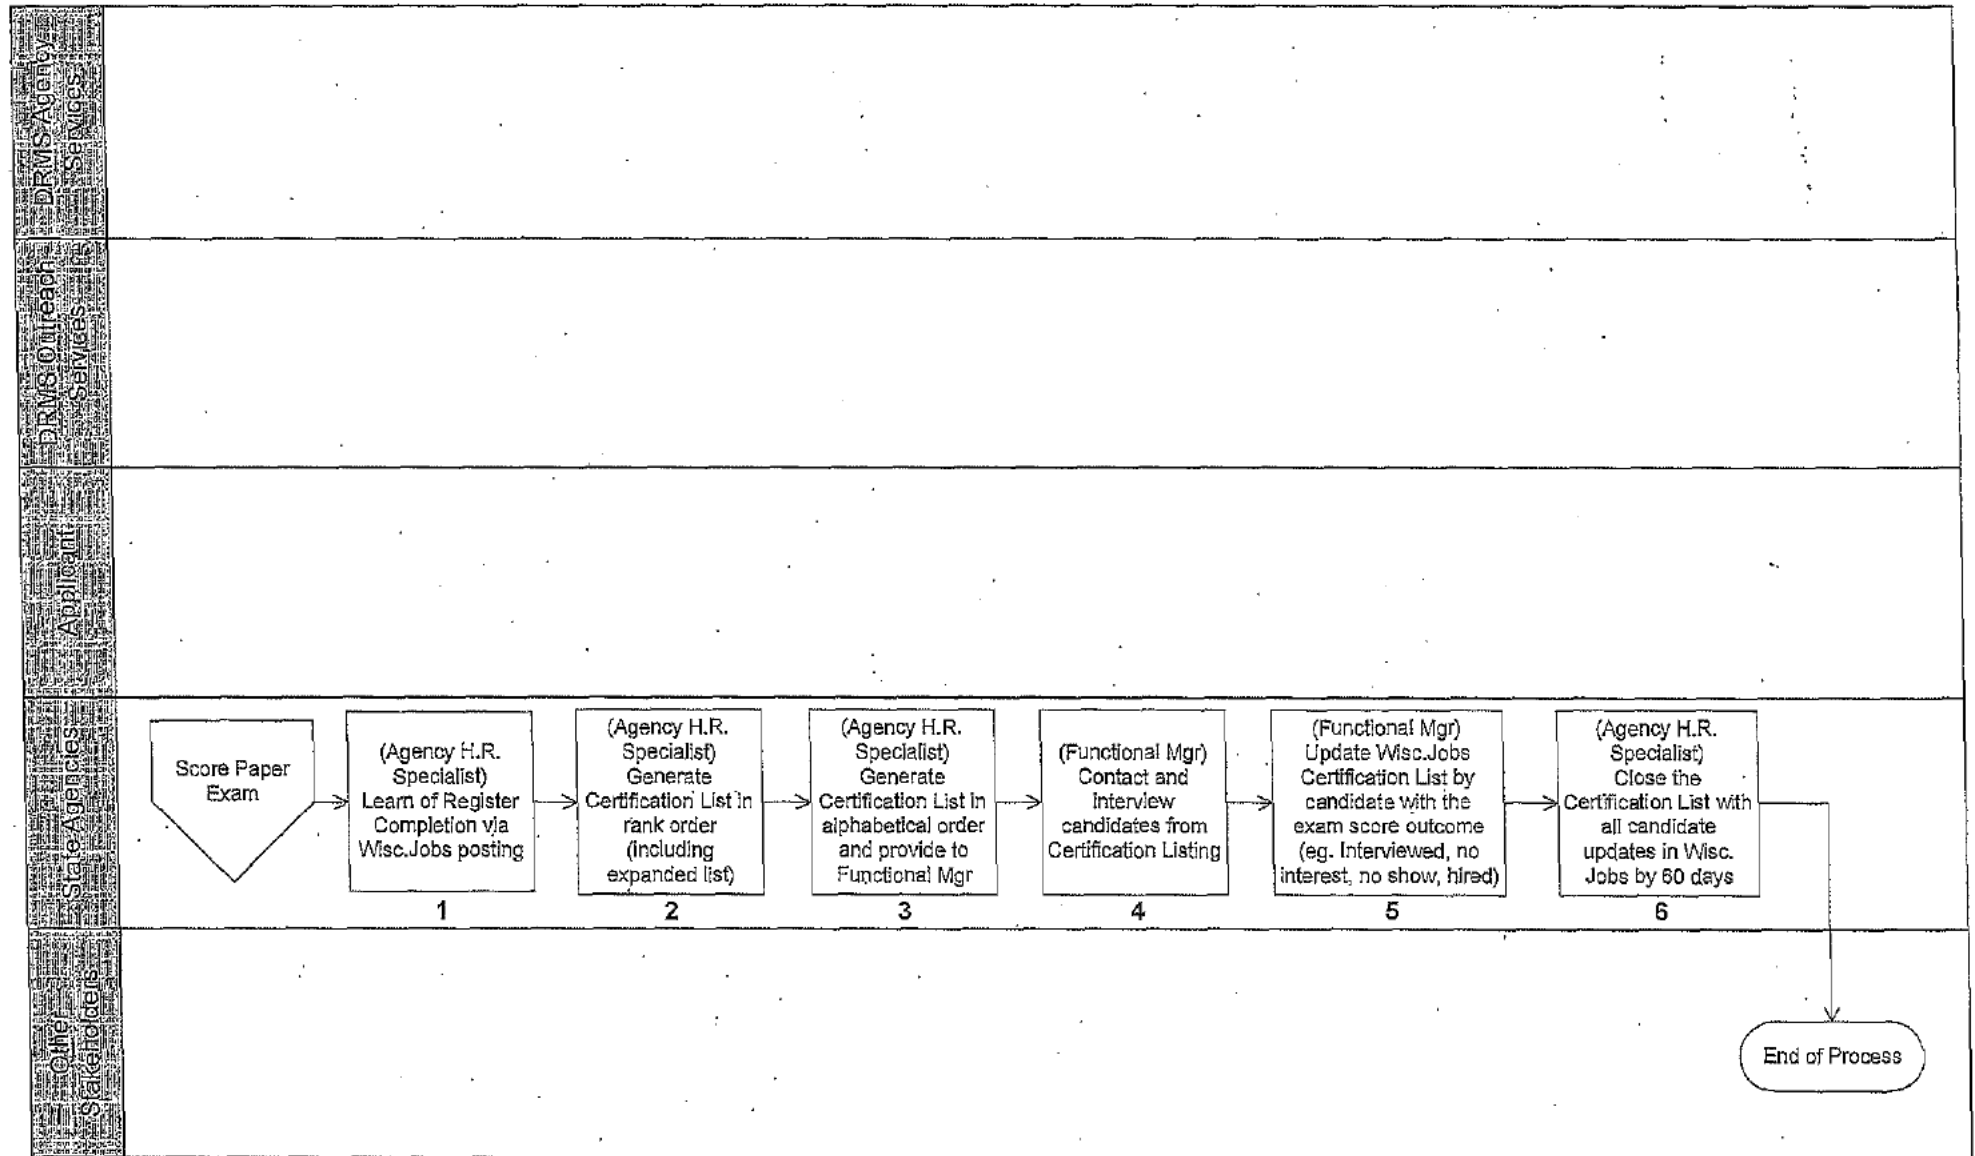 DRMS Agency
Services
DRMS Outreach
Services
Applicant
State Agencies
Other
Stakeholders
Score Paper
Exam
(Agency H.R.
Specialist)
Learn of Register
Completion via
Wisc.Jobs posting
1
(Agency H.R.
Specialist)
Generate
Certification List in
rank order
(including
expanded list)
2
(Agency H.R.
Specialist)
Generate
Certification List in
alphabetical order
and provide to
Functional Mgr
3
(Functional Mgr)
Contact and
interview
candidates from
Certification Listing
4
(Functional Mgr)
Update Wisc.Jobs
Certification List by
candidate with the
exam score outcome
(eg. Interviewed, no
interest, no show, hired)
5
(Agency H.R.
Specialist)
Close the
Certification List with
all candidate
updates in Wisc.
Jobs by 60 days
6
End of Process